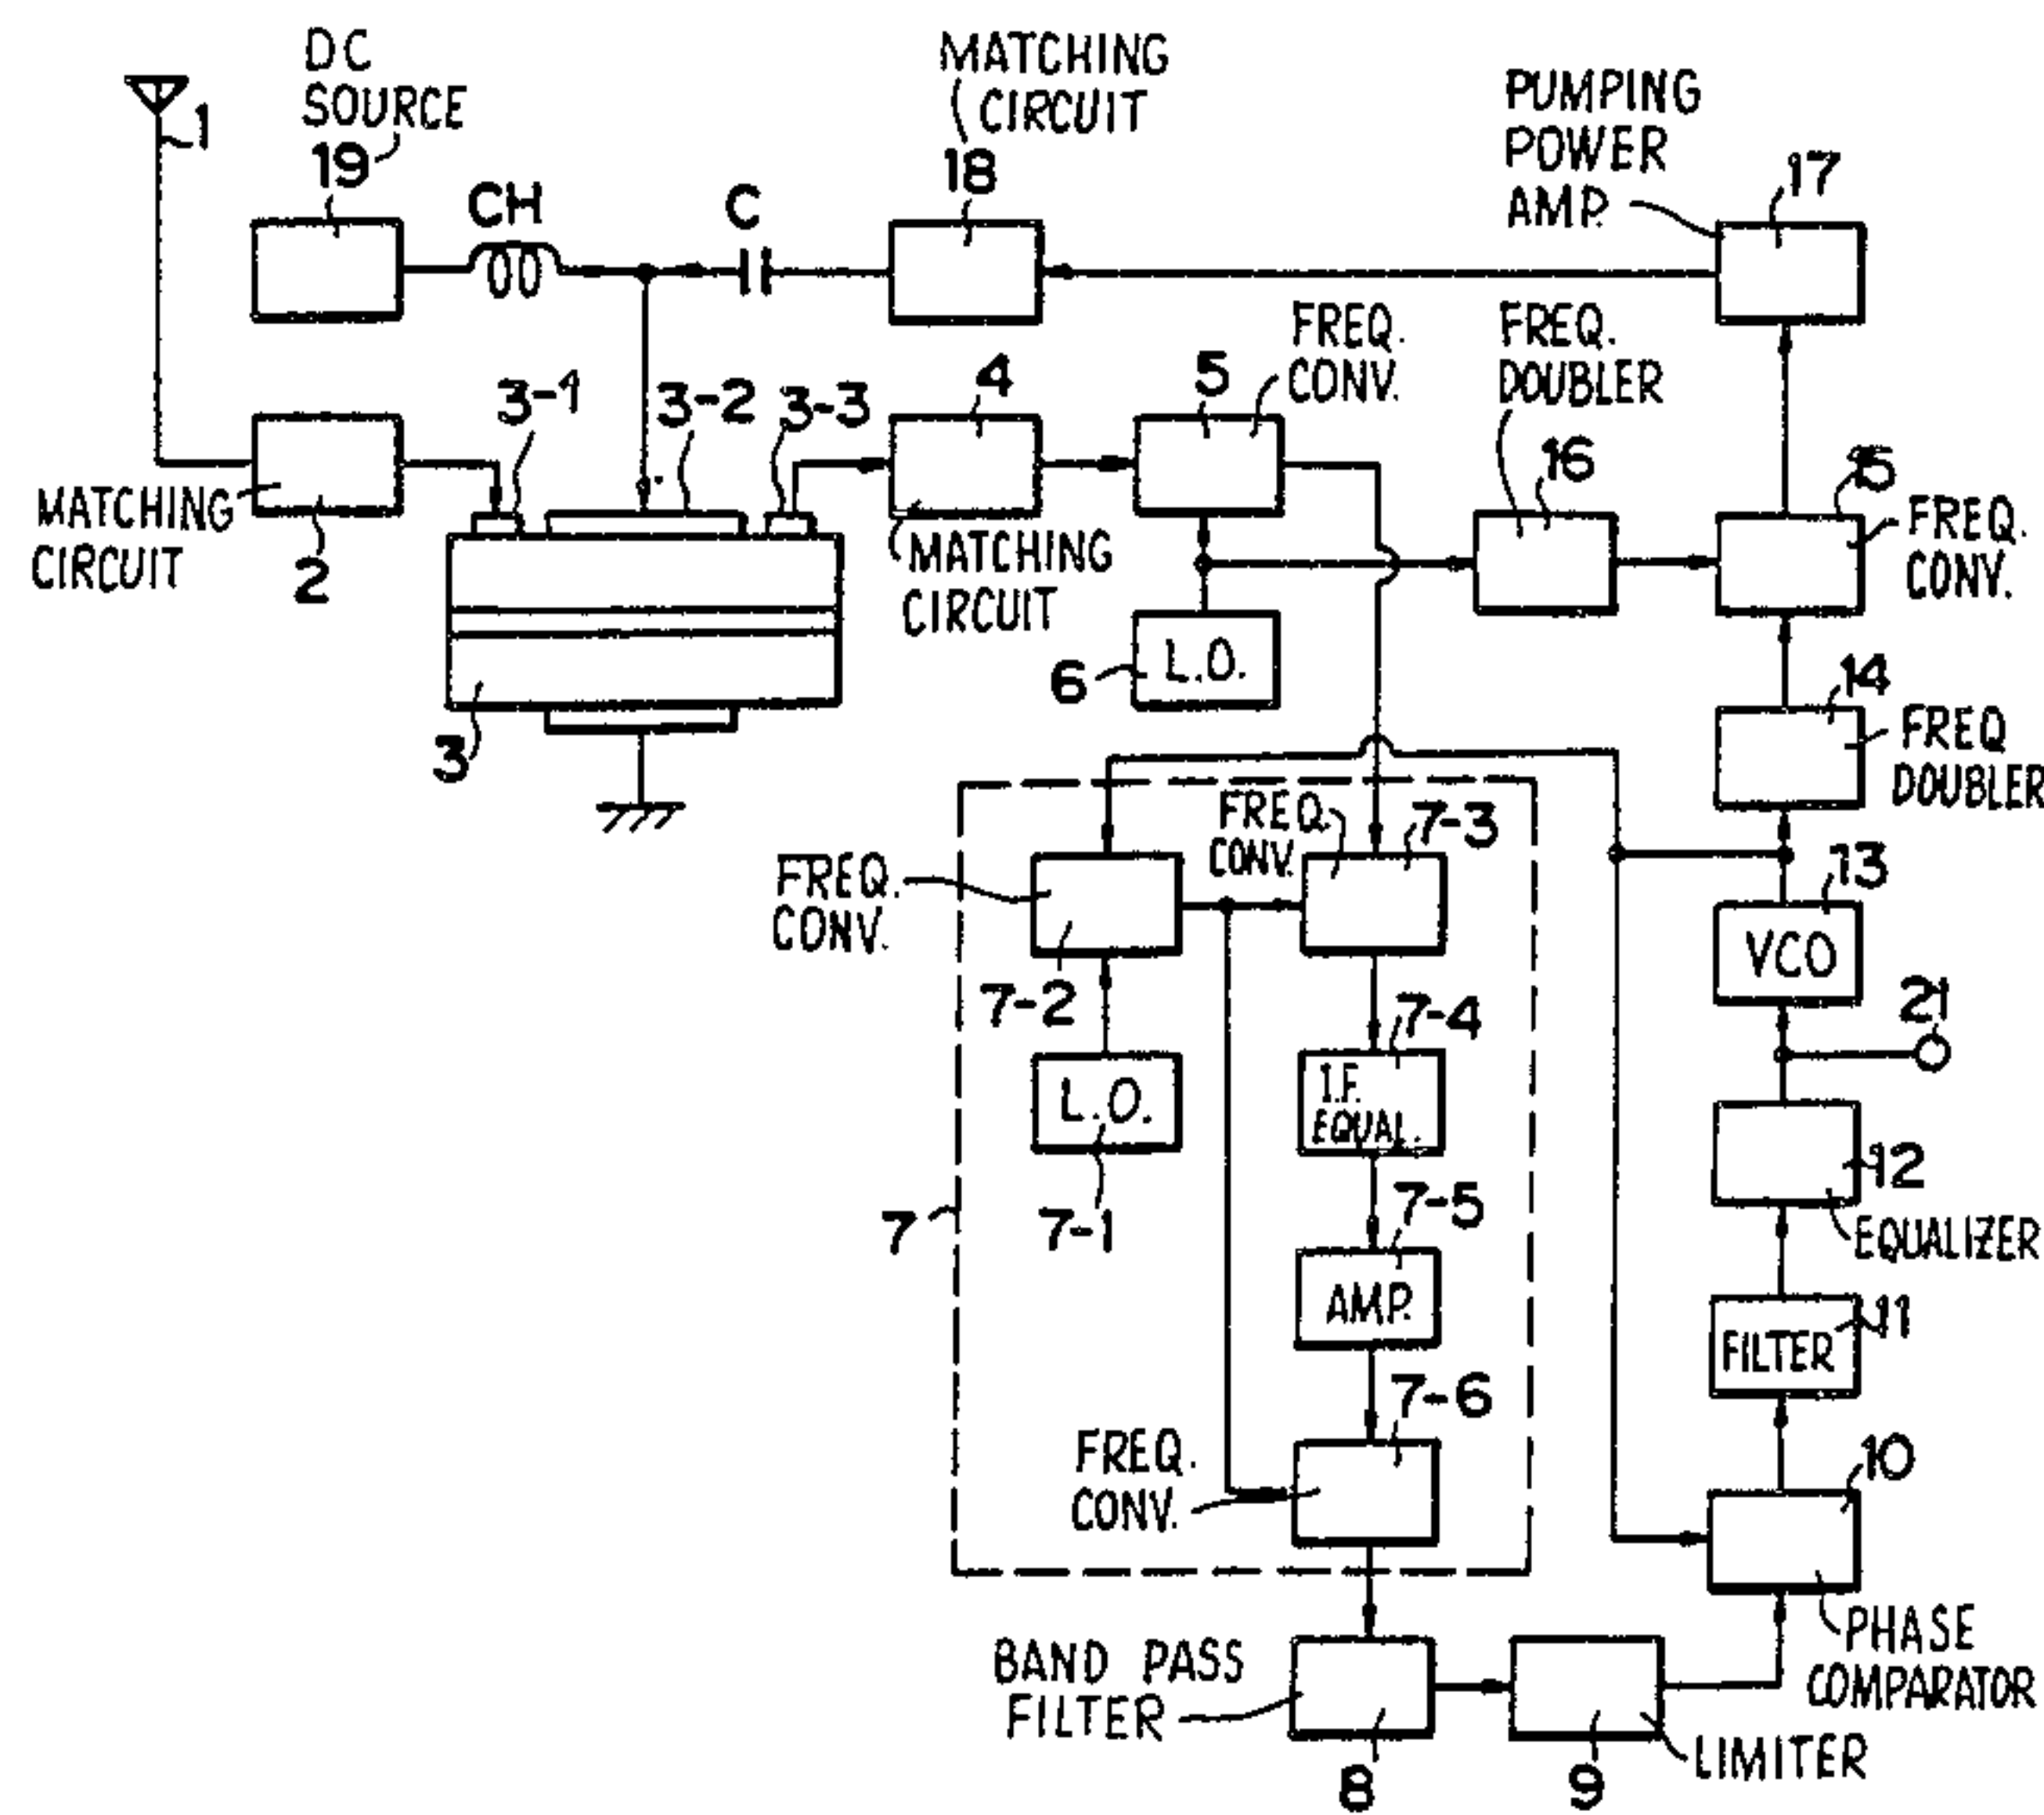 DC
SOURCE
19
1
CH
C
MATCHING
CIRCUIT
18
PUMPING
POWER
AMP.
17
MATCHING
CIRCUIT
2
3-1
3-2
3-3
3
4
MATCHING
CIRCUIT
5
FREQ.
CONV.
6
L.O.
FREQ.
DOUBLER
16
15
FREQ.
CONV.
14
FREQ
DOUBLER
13
VCO
21
12
EQUALIZER
11
FILTER
10
PHASE
COMPARATOR
7
FREQ.
CONV.
7-2
L.O.
7-1
FREQ.
CONV.
7-3
7-4
I.F.
EQUAL.
7-5
AMP.
7-6
FREQ.
CONV.
BAND PASS
FILTER
8
9
LIMITER